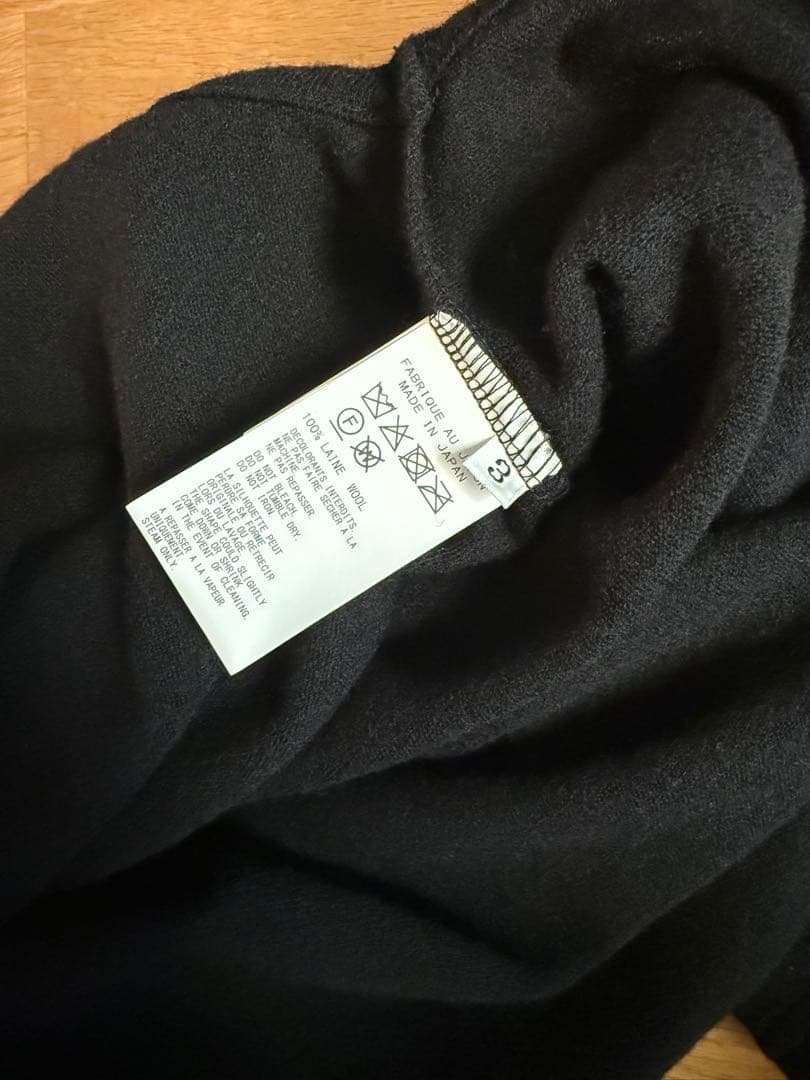 FABRIQUE AU J
MADE IN JAPAN
3
F
W
100% LAINE WOOL
DECOLORANTS INTERDITS
NE PAS FAIRE SECHER A LA
MACHINE.
NE PAS REPASSER.
DO NOT BLEACH.
DO NOT TUMBLE DRY.
DO NOT IRON.
LA SILHOUETTE PEUT
PERDRE SA FORME
ORIGINALE OU RETRECIR
LORS DU LAVAGE.
THE SHAPE COULD SLIGHTLY
COME DOWN OR SHRINK
IN THE EVENT OF CLEANING.
A REPASSER A LA VAPEUR
UNIQUEMENT.
STEAM ONLY.